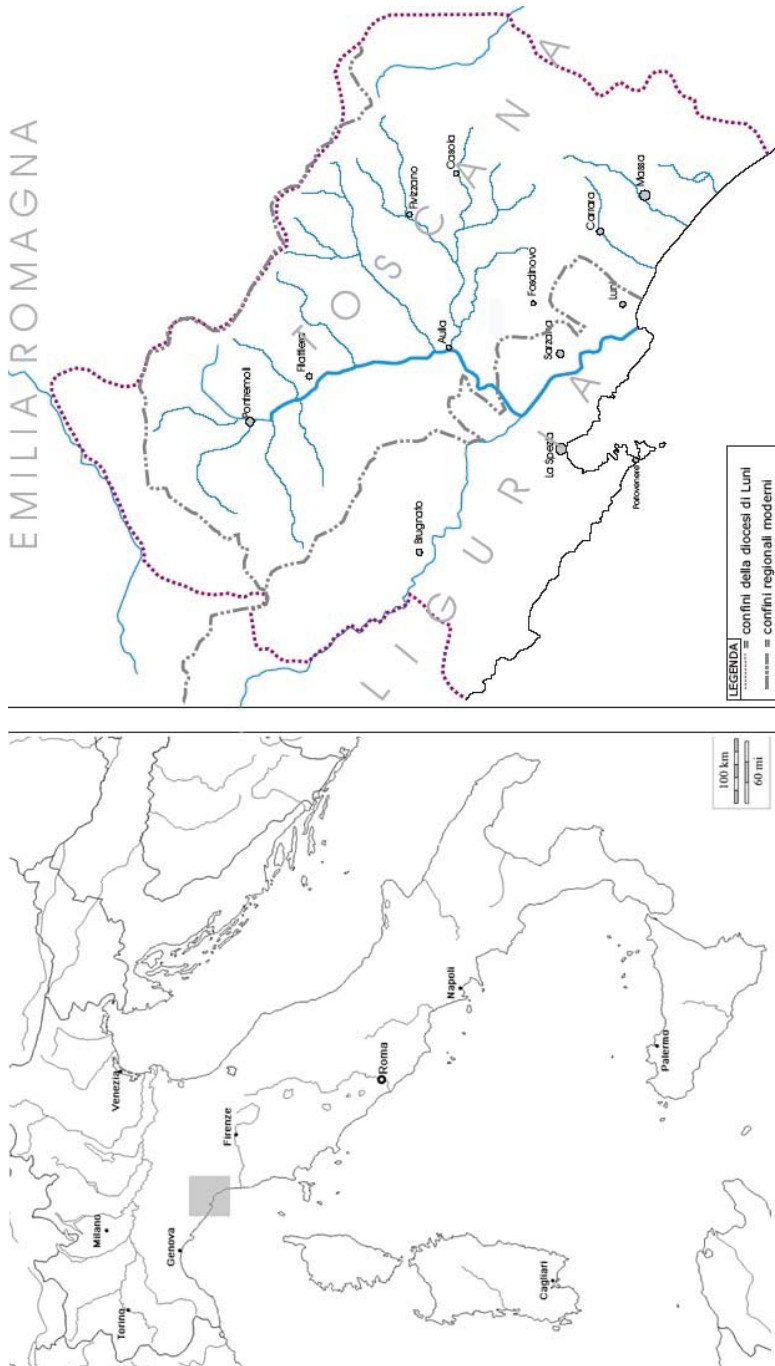 EMILIA ROMAGNA
TOSCANA
LIGURIA
Pontremoli
Filattiera
Fivizzano
Casola
Aulla
Brugnato
Fosdinovo
Sarzana
Luni
Carrara
Massa
La Spezia
Portovenere
LEGENDA
= confini della diocesi di Luni
= confini regionali moderni
Torino
Milano
Venezia
Genova
Firenze
Roma
Napoli
Cagliari
Palermo
100 km
60 mi